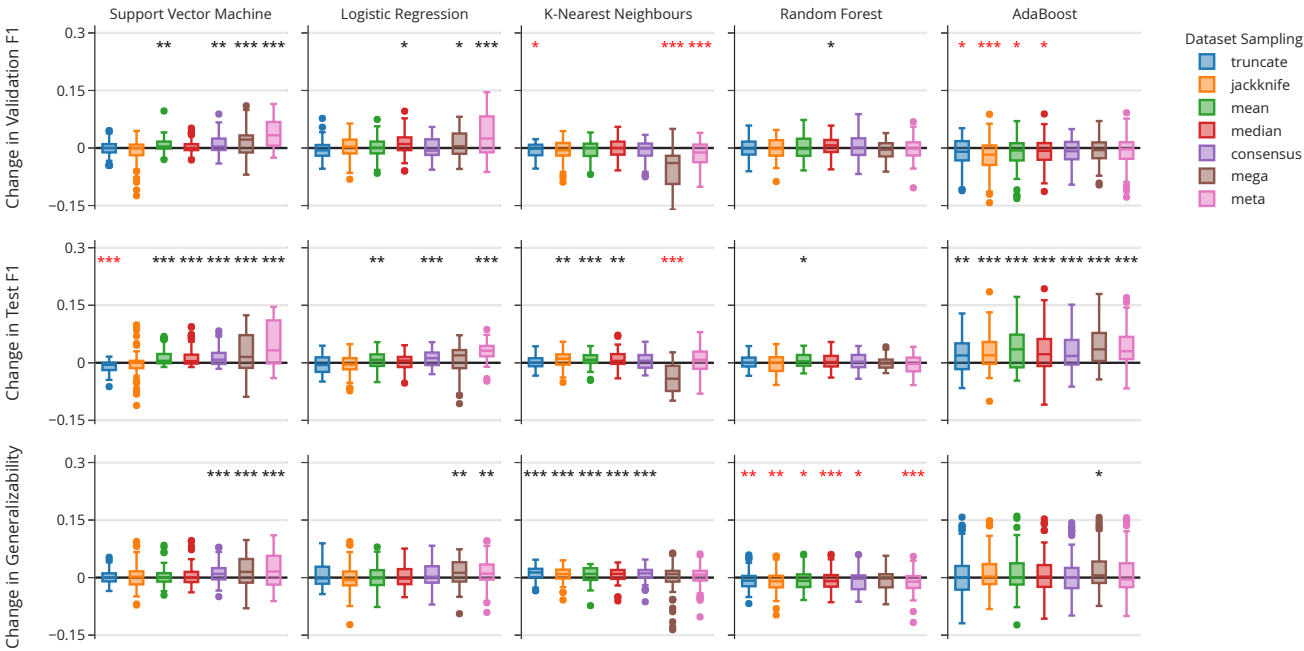 Support Vector Machine
Logistic Regression
K-Nearest Neighbours
Random Forest
AdaBoost
Change in Validation F1
0.3
0.15
0
−0.15
** ** *** ***
* * ***
* *** ***
*
* *** * *
Dataset Sampling
truncate
jackknife
mean
median
consensus
mega
meta
Change in Test F1
0.3
0.15
0
−0.15
*** *** *** *** *** ***
** *** ***
** *** ** ***
*
** *** *** *** *** *** ***
Change in Generalizability
0.3
0.15
0
−0.15
*** *** ***
** **
*** *** *** *** ***
** ** * *** * ***
*